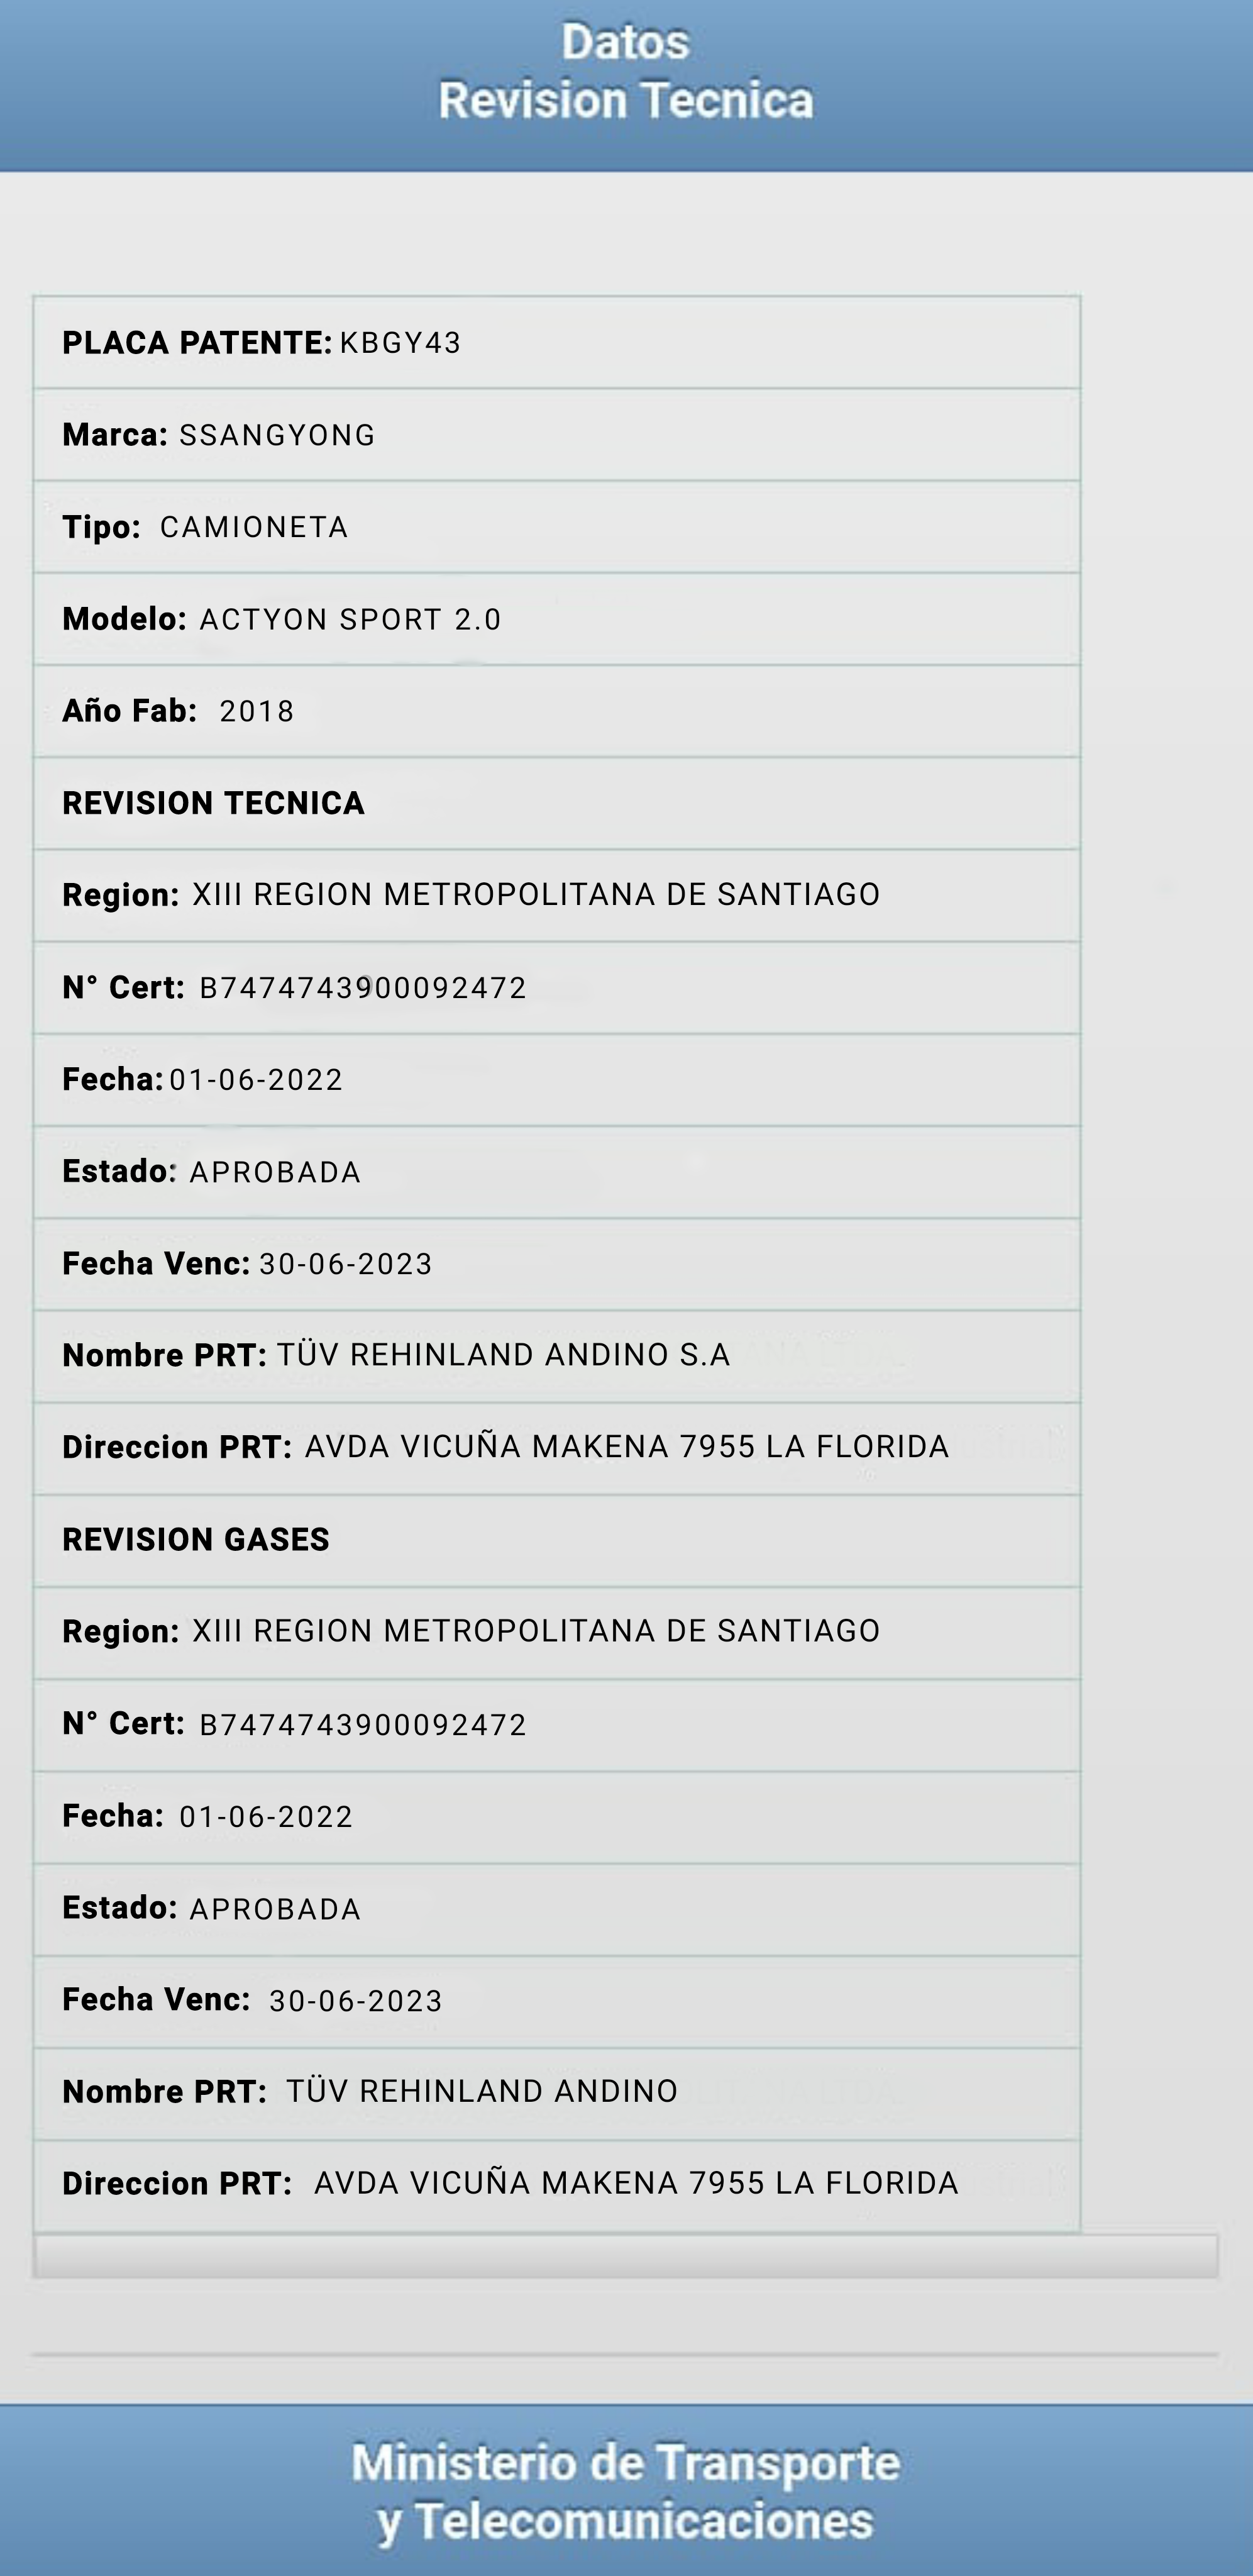 Datos
Revision Tecnica
PLACA PATENTE: KBGY43
Marca: SSANGYONG
Tipo: CAMIONETA
Modelo: ACTYON SPORT 2.0
Año Fab: 2018
REVISION TECNICA
Region: XIII REGION METROPOLITANA DE SANTIAGO
N° Cert: B7474743900092472
Fecha: 01-06-2022
Estado: APROBADA
Fecha Venc: 30-06-2023
Nombre PRT: TÜV REHINLAND ANDINO S.A
Direccion PRT: AVDA VICUÑA MAKENA 7955 LA FLORIDA
REVISION GASES
Region: XIII REGION METROPOLITANA DE SANTIAGO
N° Cert: B7474743900092472
Fecha: 01-06-2022
Estado: APROBADA
Fecha Venc: 30-06-2023
Nombre PRT: TÜV REHINLAND ANDINO
Direccion PRT: AVDA VICUÑA MAKENA 7955 LA FLORIDA
Ministerio de Transporte
y Telecomunicaciones